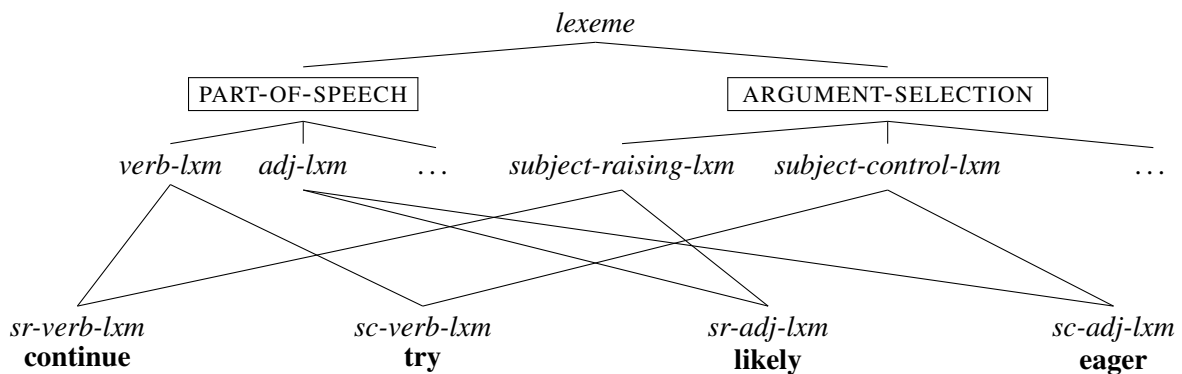 lexeme
PART-OF-SPEECH ARGUMENT-SELECTION
verb-lxm adj-lxm ... subject-raising-lxm subject-control-lxm ...
sr-verb-lxm sc-verb-lxm sr-adj-lxm sc-adj-lxm
continue try likely eager